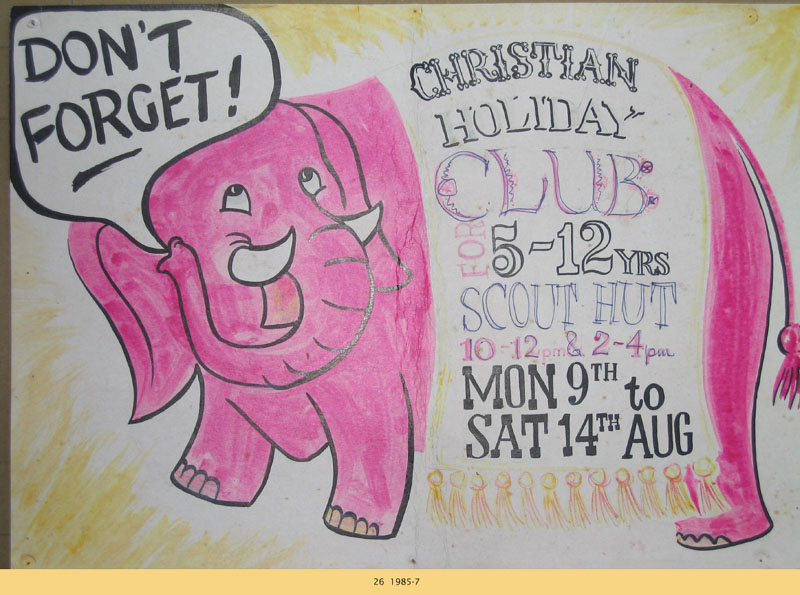 DON'T
FORGET!
CHRISTIAN
HOLIDAY
CLUB:
FOR
5-12 YRS
SCOUT HUT
10-12pm & 2-4pm
MON 9TH to
SAT 14TH AUG
26 1985-7